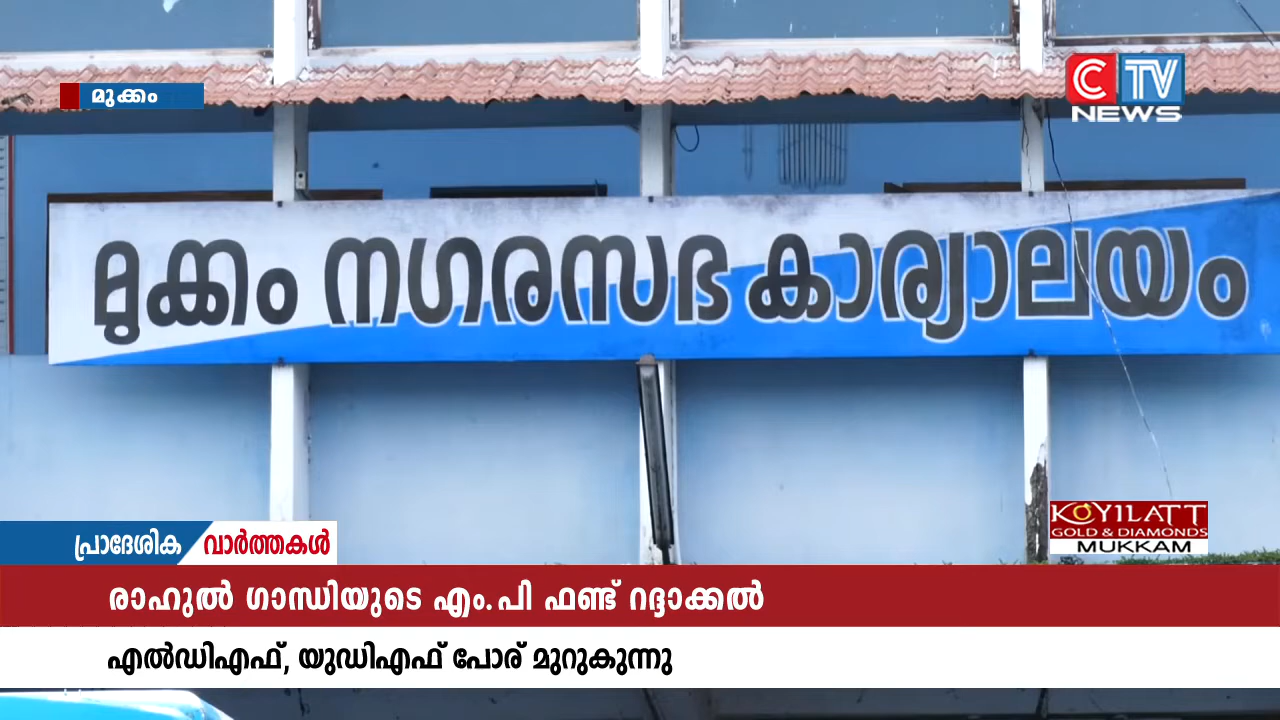 മുക്കം
CTV
NEWS
മുക്കം നഗരസഭ കാര്യാലയം
KOYILATT
GOLD & DIAMONDS
MUKKAM
പ്രാദേശിക വാർത്തകൾ
രാഹുൽ ഗാന്ധിയുടെ എം.പി ഫണ്ട് റദ്ദാക്കൽ
എൽഡിഎഫ്, യുഡിഎഫ് പോര് മുറുകുന്നു